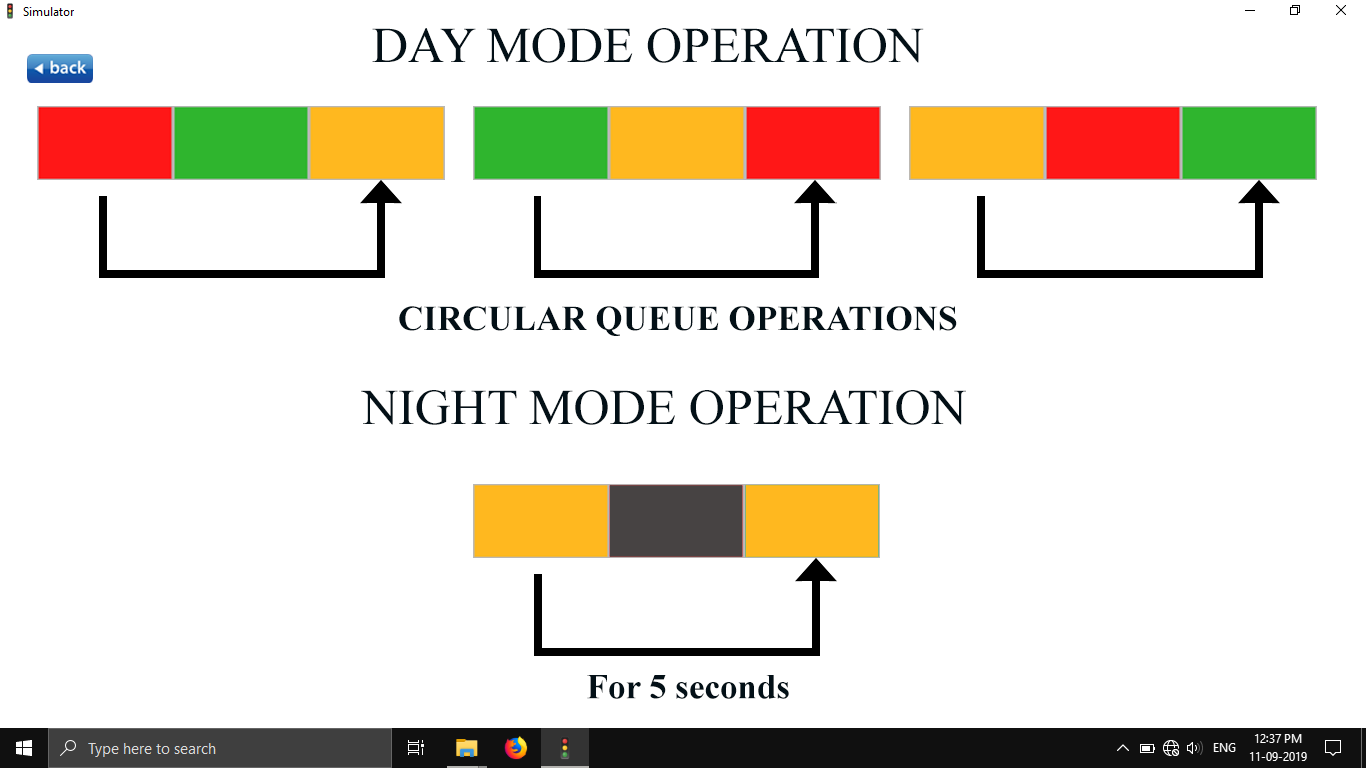 Simulator
DAY MODE OPERATION
back
CIRCULAR QUEUE OPERATIONS
NIGHT MODE OPERATION
For 5 seconds
Type here to search
ENG
12:37 PM
11-09-2019